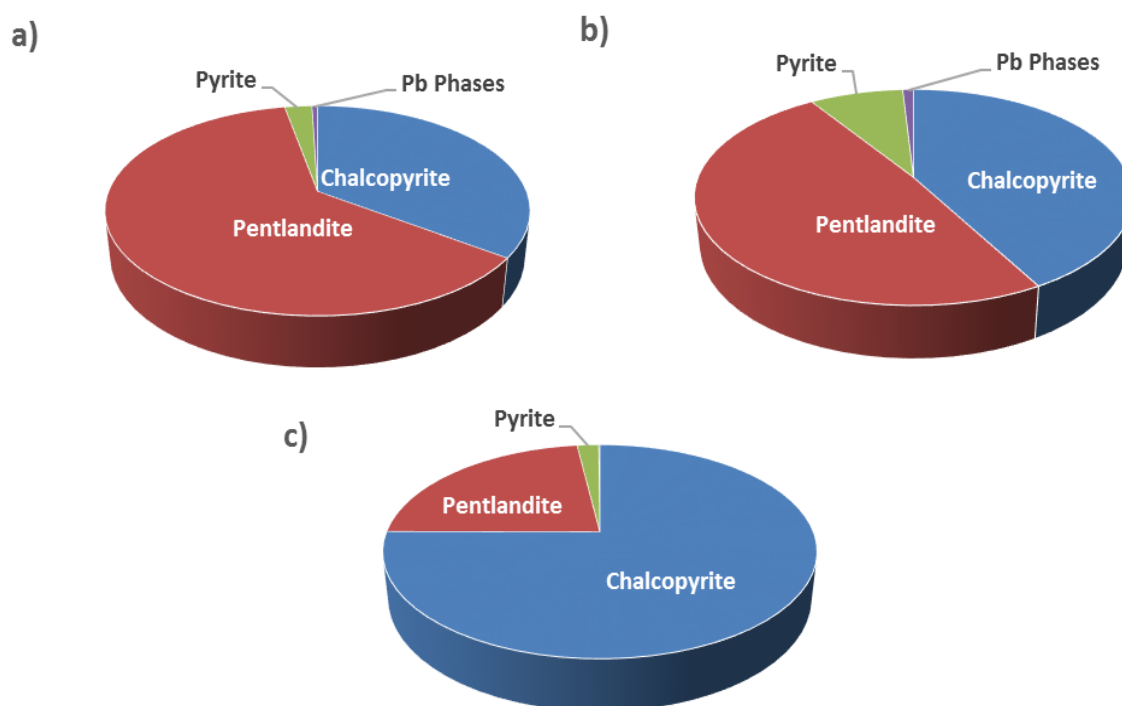 a)
Pyrite
Pb Phases
Chalcopyrite
Pentlandite
b)
Pyrite
Pb Phases
Chalcopyrite
Pentlandite
c)
Pyrite
Pentlandite
Chalcopyrite